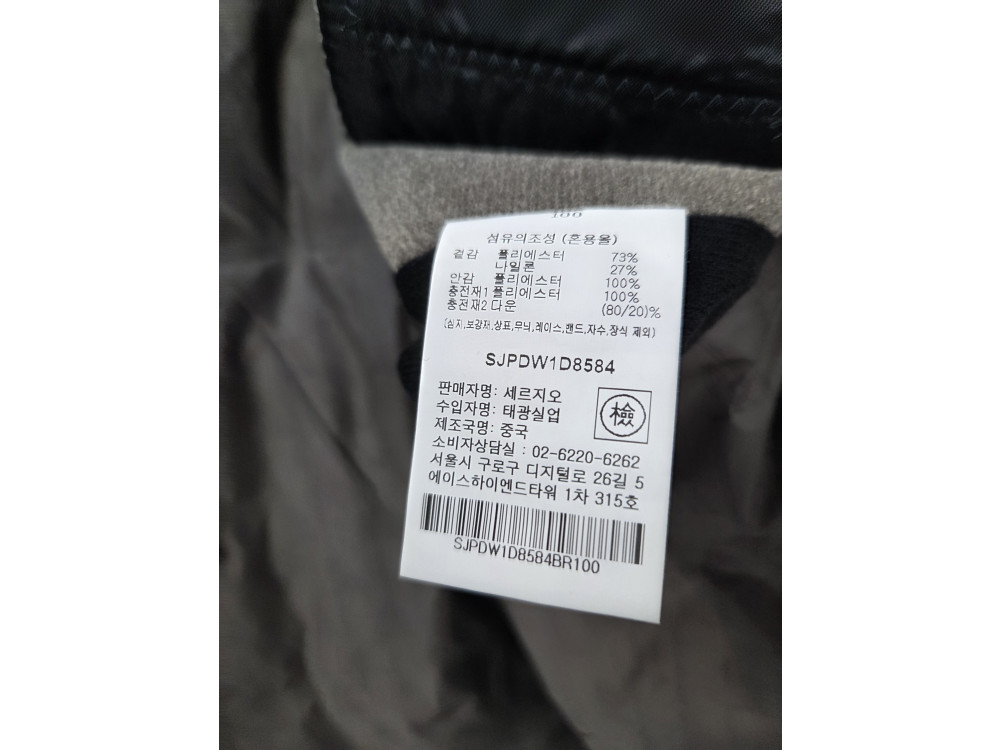 100
섬유의조성 (혼용율)
겉감 폴리에스터 73%
나일론 27%
안감 폴리에스터 100%
충전재1 폴리에스터 100%
충전재2 다운 (80/20)%
(심지,보강재,상표,무늬,레이스,밴드,자수,장식 제외)
SJPDW1D8584
판매자명: 세르지오
수입자명: 태광실업
檢
제조국명: 중국
소비자상담실 : 02-6220-6262
서울시 구로구 디지털로 26길 5
에이스하이엔드타워 1차 315호
SJPDW1D8584BR100